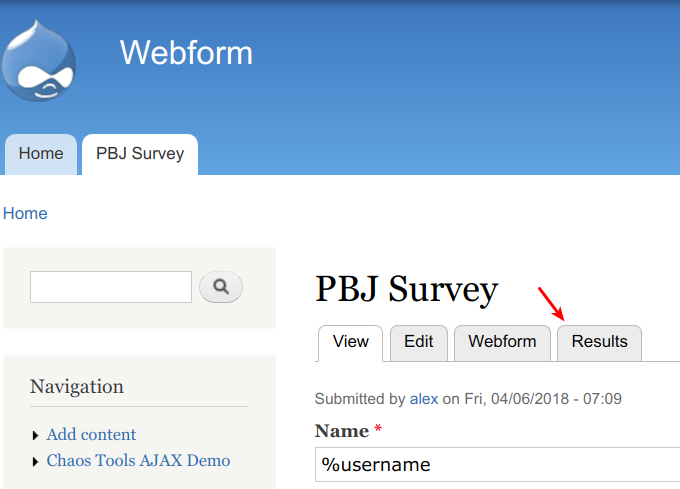 Webform
Home
PBJ Survey
Home
PBJ Survey
View
Edit
Webform
Results
Submitted by alex on Fri, 04/06/2018 - 07:09
Name *
%username
Navigation
Add content
Chaos Tools AJAX Demo